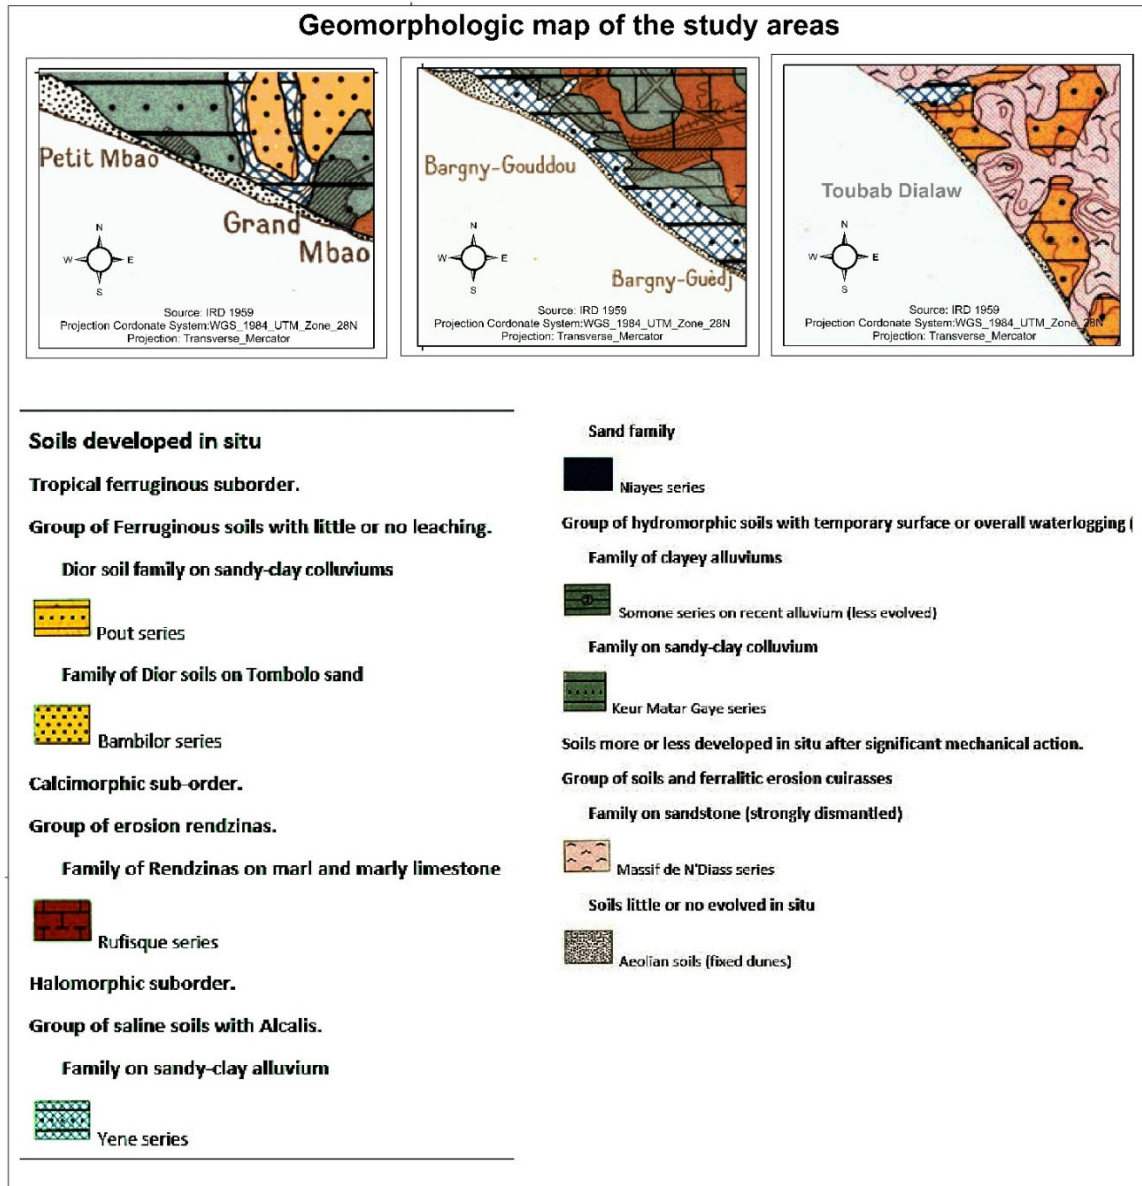 Geomorphologic map of the study areas
Petit Mbao
Grand
Mbao
N
W
E
S
Source: IRD 1959
Projection Cordonate System:WGS_1984_UTM_Zone_28N
Projection: Transverse_Mercator
Bargny-Gouddou
Bargny-Guèdj
N
W
E
S
Source: IRD 1959
Projection Cordonate System:WGS_1984_UTM_Zone_28N
Projection: Transverse_Mercator
Toubab Dialaw
N
W
E
S
Source: IRD 1959
Projection Cordonate System:WGS_1984_UTM_Zone_28N
Projection: Transverse_Mercator
Soils developed in situ
Tropical ferruginous suborder.
Group of Ferruginous soils with little or no leaching.
Dior soil family on sandy-clay colluviums
Pout series
Family of Dior soils on Tombolo sand
Bambilor series
Calcimorphic sub-order.
Group of erosion rendzinas.
Family of Rendzinas on marl and marly limestone
Rufisque series
Halomorphic suborder.
Group of saline soils with Alcalis.
Family on sandy-clay alluvium
Yene series
Sand family
Niayes series
Group of hydromorphic soils with temporary surface or overall waterlogging (
Family of clayey alluviums
Somone series on recent alluvium (less evolved)
Family on sandy-clay colluvium
Keur Matar Gaye series
Soils more or less developed in situ after significant mechanical action.
Group of soils and ferralitic erosion cuirasses
Family on sandstone (strongly dismantled)
Massif de N'Diass series
Soils little or no evolved in situ
Aeolian soils (fixed dunes)